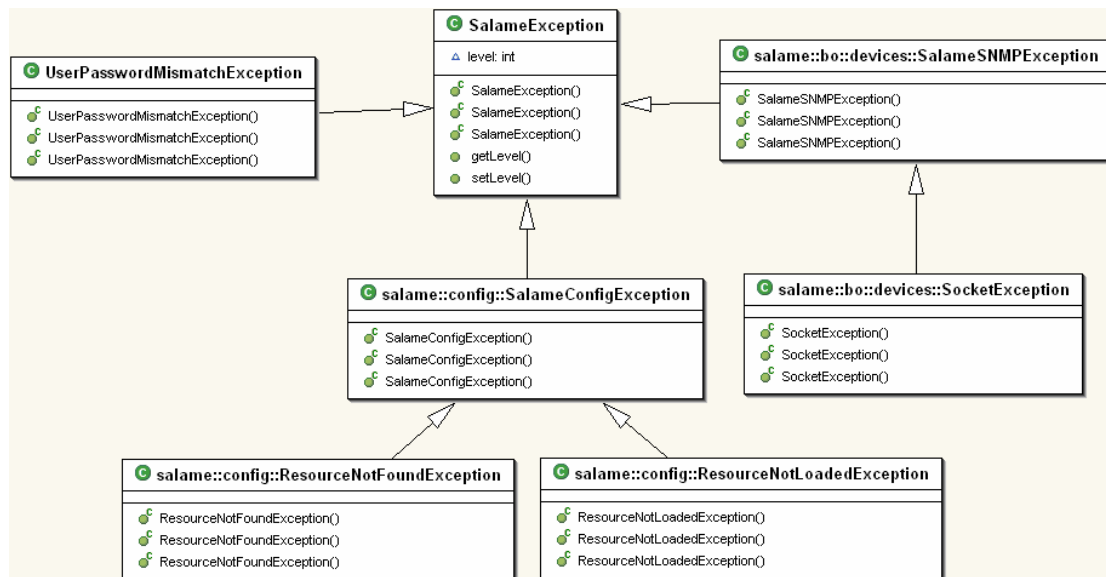 SalameException
level: int
SalameException()
SalameException()
SalameException()
getLevel()
setLevel()
UserPasswordMismatchException
UserPasswordMismatchException()
UserPasswordMismatchException()
UserPasswordMismatchException()
salame::bo::devices::SalameSNMPException
SalameSNMPException()
SalameSNMPException()
SalameSNMPException()
salame::config::SalameConfigException
SalameConfigException()
SalameConfigException()
SalameConfigException()
salame::bo::devices::SocketException
SocketException()
SocketException()
SocketException()
salame::config::ResourceNotFoundException
ResourceNotFoundException()
ResourceNotFoundException()
ResourceNotFoundException()
salame::config::ResourceNotLoadedException
ResourceNotLoadedException()
ResourceNotLoadedException()
ResourceNotLoadedException()